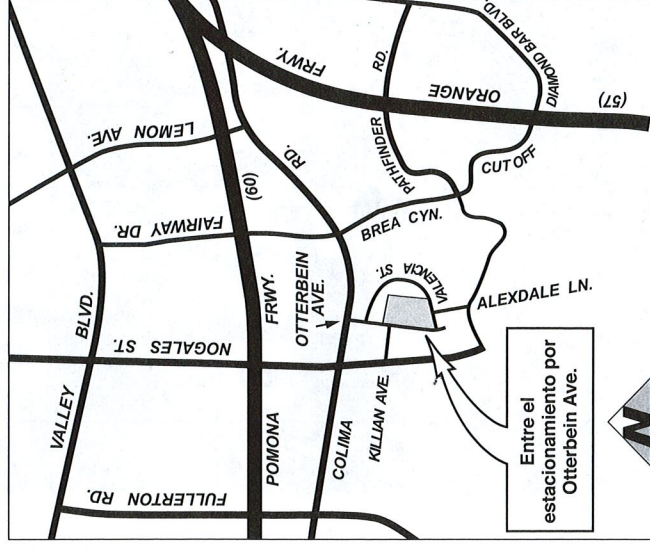 VALLEY
BLVD.
FULLERTON RD.
NOGALES ST.
FAIRWAY DR.
LEMON AVE.
POMONA
FRWY.
(60)
COLIMA
RD.
OTTERBEIN
AVE.
KILLIAN AVE.
VALENCIA ST.
ALEXDALE LN.
BREA CYN.
CUT OFF
PATHFINDER
RD.
ORANGE
FRWY.
(57)
DIAMOND BAR BLVD.
Entre el
estacionamiento por
Otterbein Ave.
N